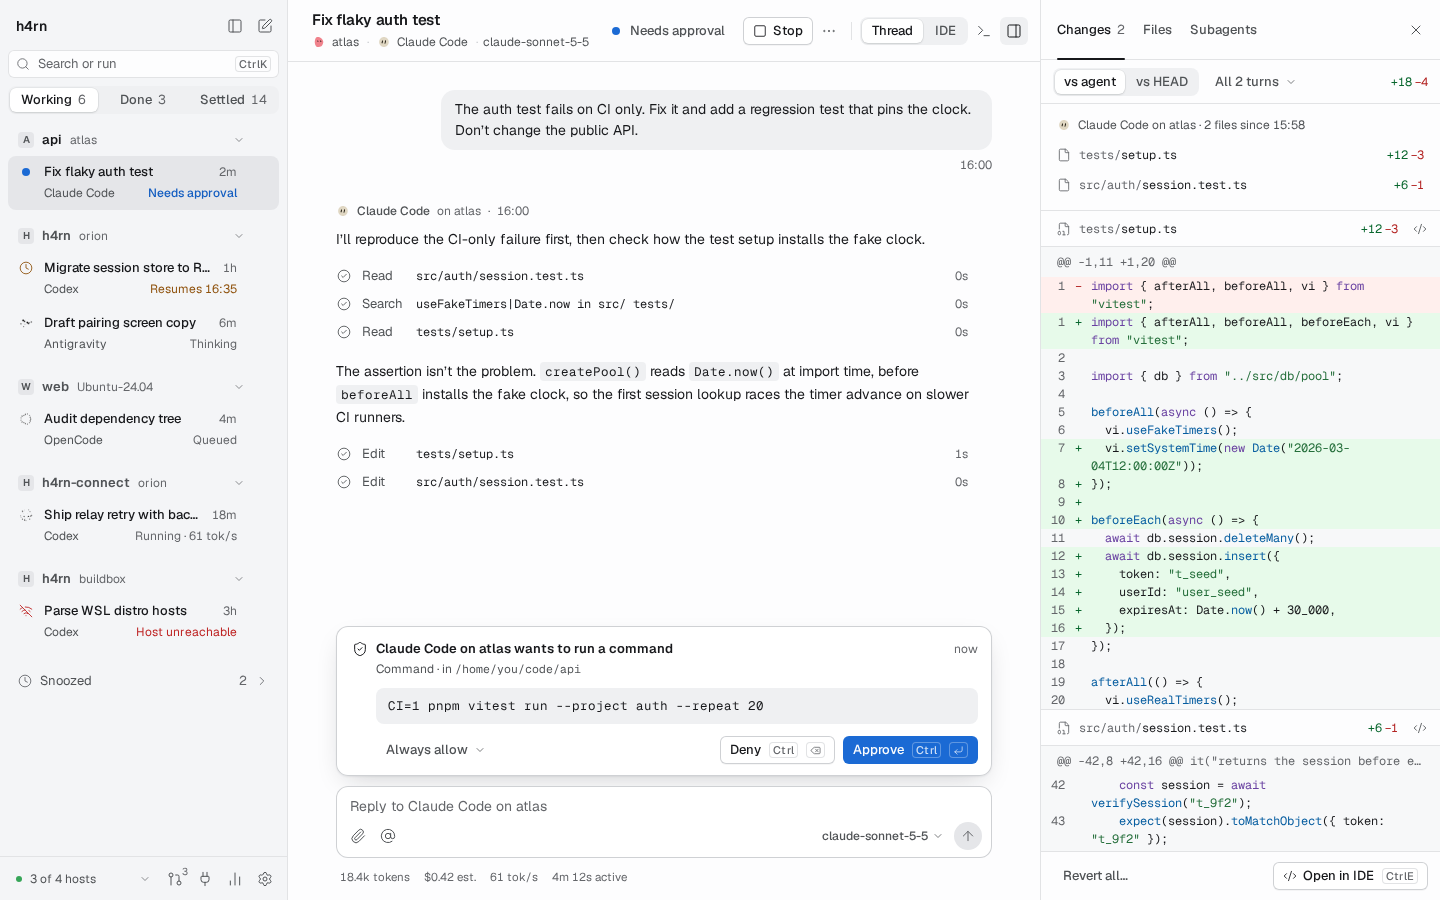 h4rn
Search or run
CtrlK
Working 6
Done 3
Settled 14
A api atlas
Fix flaky auth test 2m
Claude Code Needs approval
H h4rn orion
Migrate session store to R... 1h
Codex Resumes 16:35
Draft pairing screen copy 6m
Antigravity Thinking
W web Ubuntu-24.04
Audit dependency tree 4m
OpenCode Queued
H h4rn-connect orion
Ship relay retry with bac... 18m
Codex Running · 61 tok/s
H h4rn buildbox
Parse WSL distro hosts 3h
Codex Host unreachable
Snoozed 2
3 of 4 hosts
3
Fix flaky auth test
atlas · Claude Code · claude-sonnet-5-5
Needs approval
Stop
Thread
IDE
The auth test fails on CI only. Fix it and add a regression test that pins the clock.
Don't change the public API.
16:00
Claude Code on atlas · 16:00
I'll reproduce the CI-only failure first, then check how the test setup installs the fake clock.
Read src/auth/session.test.ts 0s
Search useFakeTimers|Date.now in src/ tests/ 0s
Read tests/setup.ts 0s
The assertion isn't the problem. createPool() reads Date.now() at import time, before
beforeAll installs the fake clock, so the first session lookup races the timer advance on slower
CI runners.
Edit tests/setup.ts 1s
Edit src/auth/session.test.ts 0s
Claude Code on atlas wants to run a command now
Command · in /home/you/code/api
CI=1 pnpm vitest run --project auth --repeat 20
Always allow
Deny Ctrl
Approve Ctrl
Reply to Claude Code on atlas
claude-sonnet-5-5
18.4k tokens $0.42 est. 61 tok/s 4m 12s active
Changes 2
Files
Subagents
vs agent
vs HEAD
All 2 turns
+18 −4
Claude Code on atlas · 2 files since 15:58
tests/setup.ts +12 −3
src/auth/session.test.ts +6 −1
tests/setup.ts +12 −3
@@ -1,11 +1,20 @@
1 − import { afterAll, beforeAll, vi } from
"vitest";
1 + import { afterAll, beforeAll, beforeEach, vi }
from "vitest";
2
3 import { db } from "../src/db/pool";
4
5 beforeAll(async () => {
6 vi.useFakeTimers();
7 + vi.setSystemTime(new Date("2026-03-
04T12:00:00Z"));
8 + });
9 +
10 + beforeEach(async () => {
11 await db.session.deleteMany();
12 + await db.session.insert({
13 + token: "t_seed",
14 + userId: "user_seed",
15 + expiresAt: Date.now() + 30_000,
16 + });
17 });
18
19 afterAll(() => {
20 vi.useRealTimers();
src/auth/session.test.ts +6 −1
@@ -42,8 +42,16 @@ it("returns the session before e…
42 const session = await
verifySession("t_9f2");
43 expect(session).toMatchObject({ token:
"t_9f2" });
Revert all...
Open in IDE CtrlE